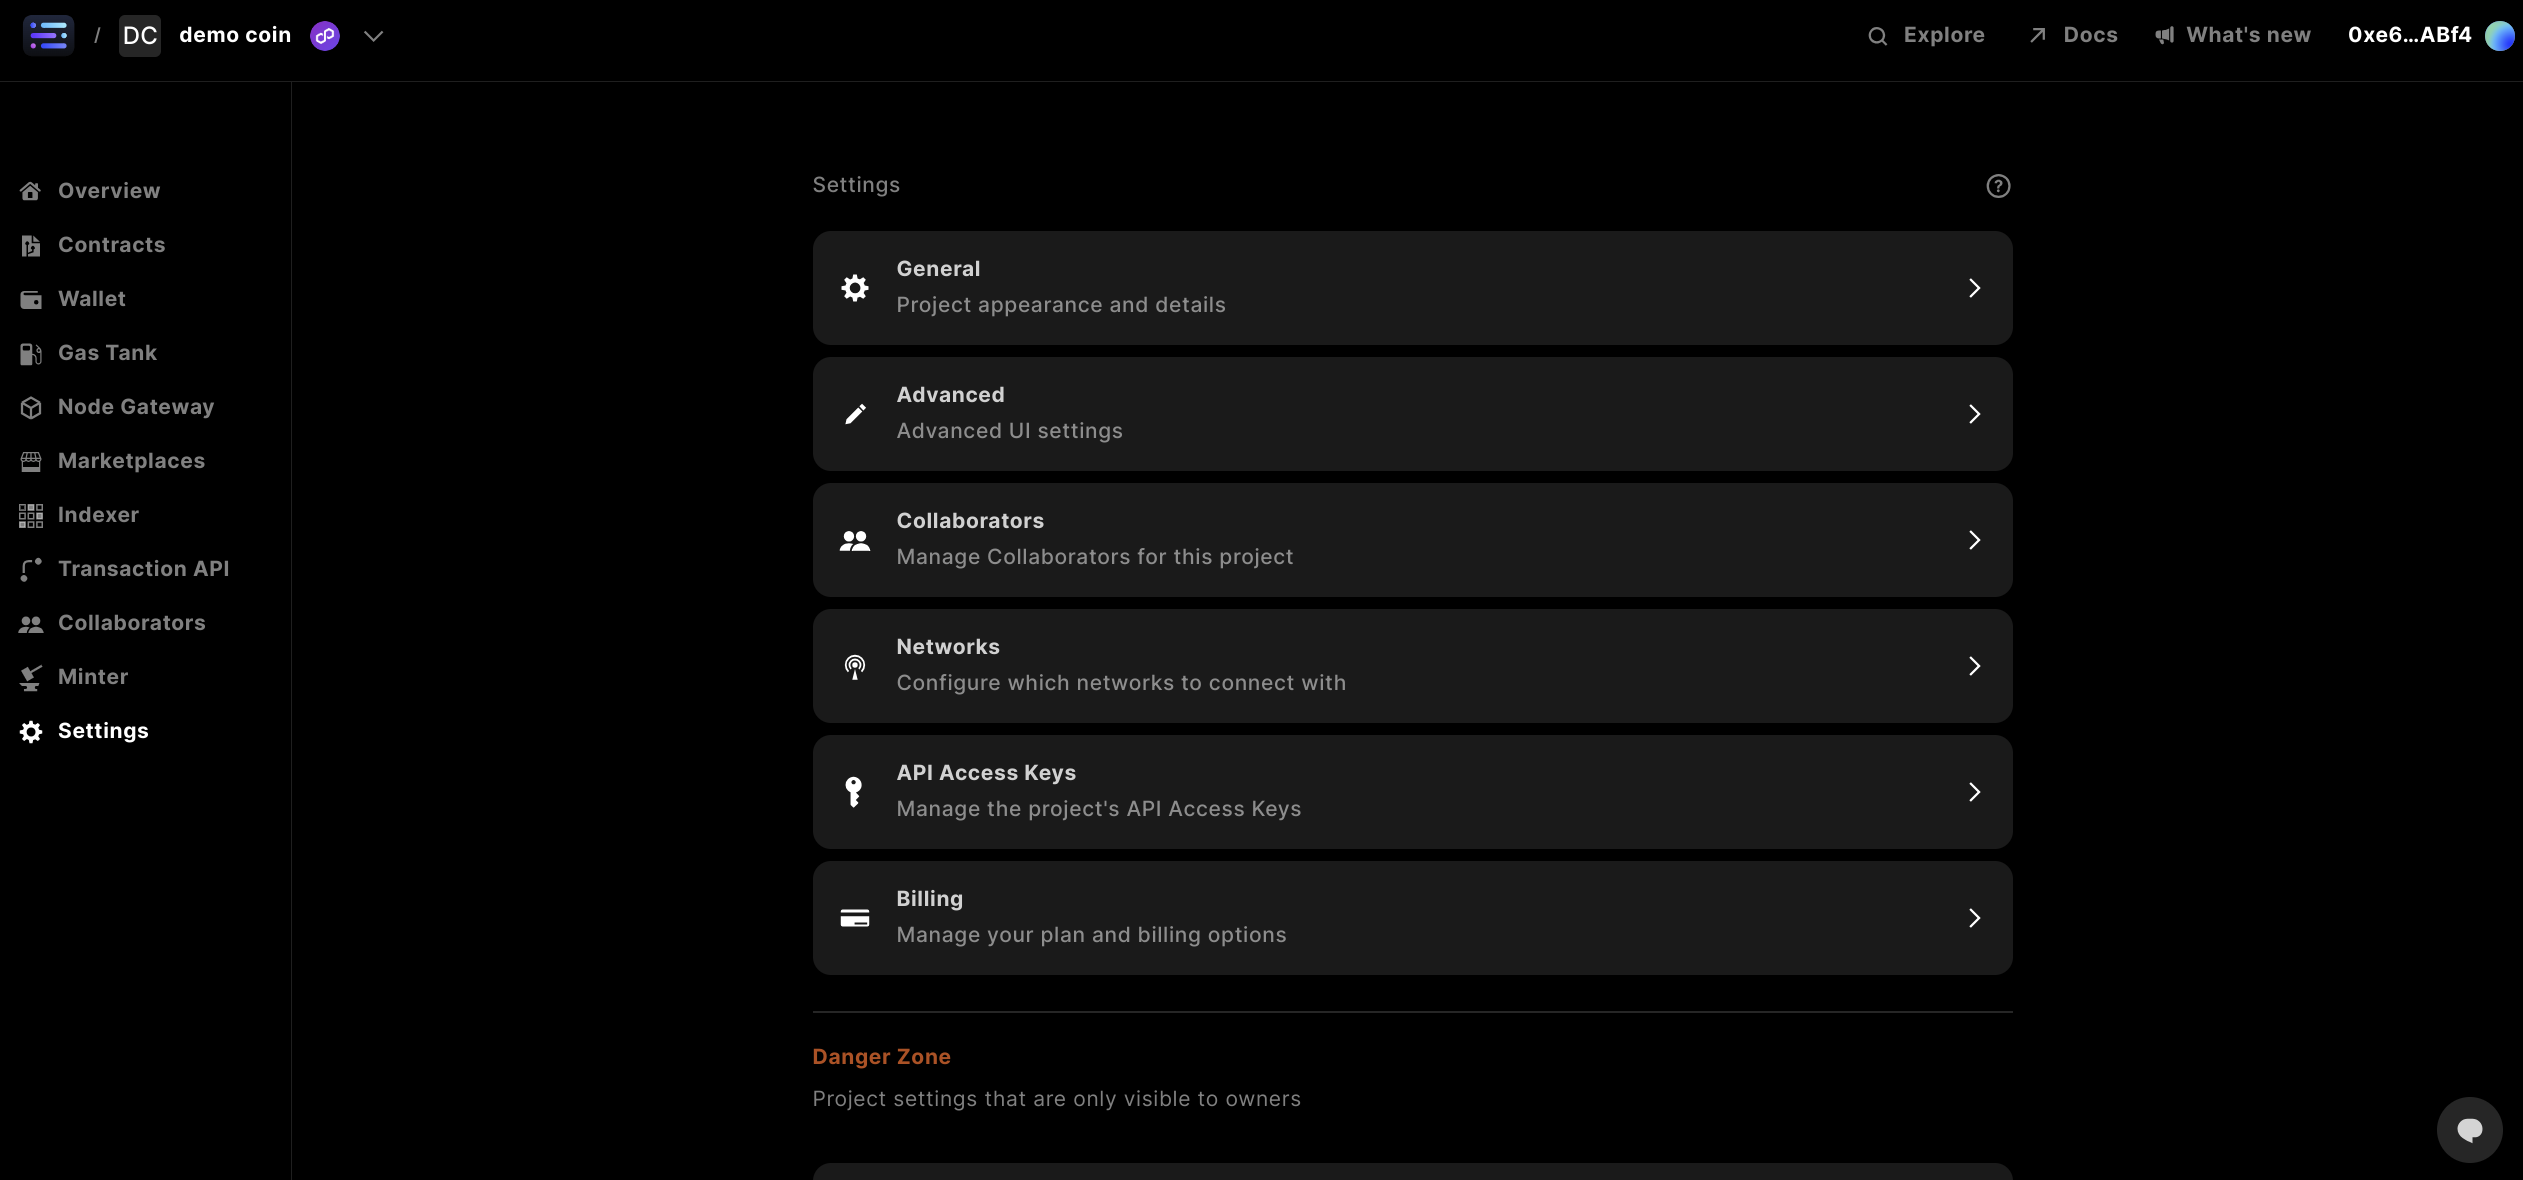 / DC demo coin
Explore Docs What's new 0xe6...ABf4
Overview
Contracts
Wallet
Gas Tank
Node Gateway
Marketplaces
Indexer
Transaction API
Collaborators
Minter
Settings
Settings
General
Project appearance and details
Advanced
Advanced UI settings
Collaborators
Manage Collaborators for this project
Networks
Configure which networks to connect with
API Access Keys
Manage the project's API Access Keys
Billing
Manage your plan and billing options
Danger Zone
Project settings that are only visible to owners